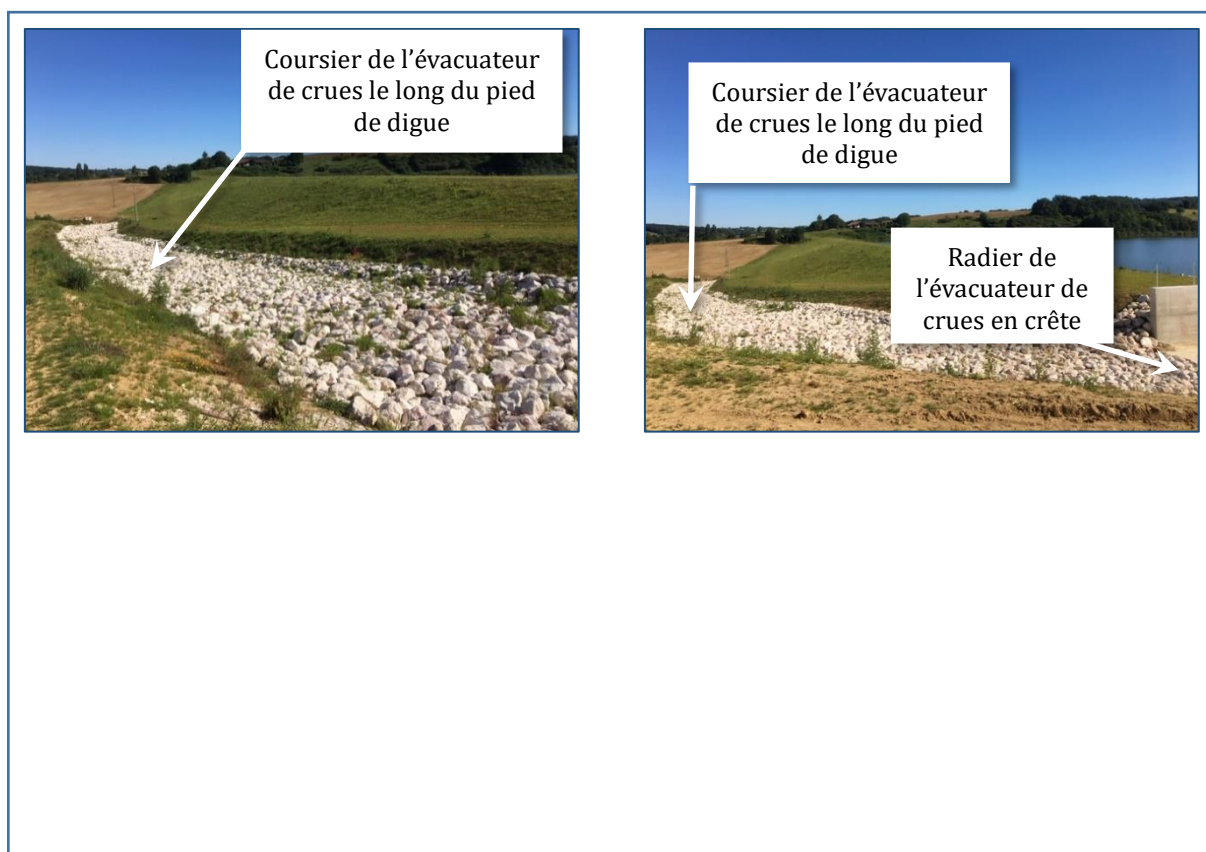 Coursier de l’évacuateur
de crues le long du pied
de digue
Coursier de l’évacuateur
de crues le long du pied
de digue
Radier de
l’évacuateur de
crues en crête